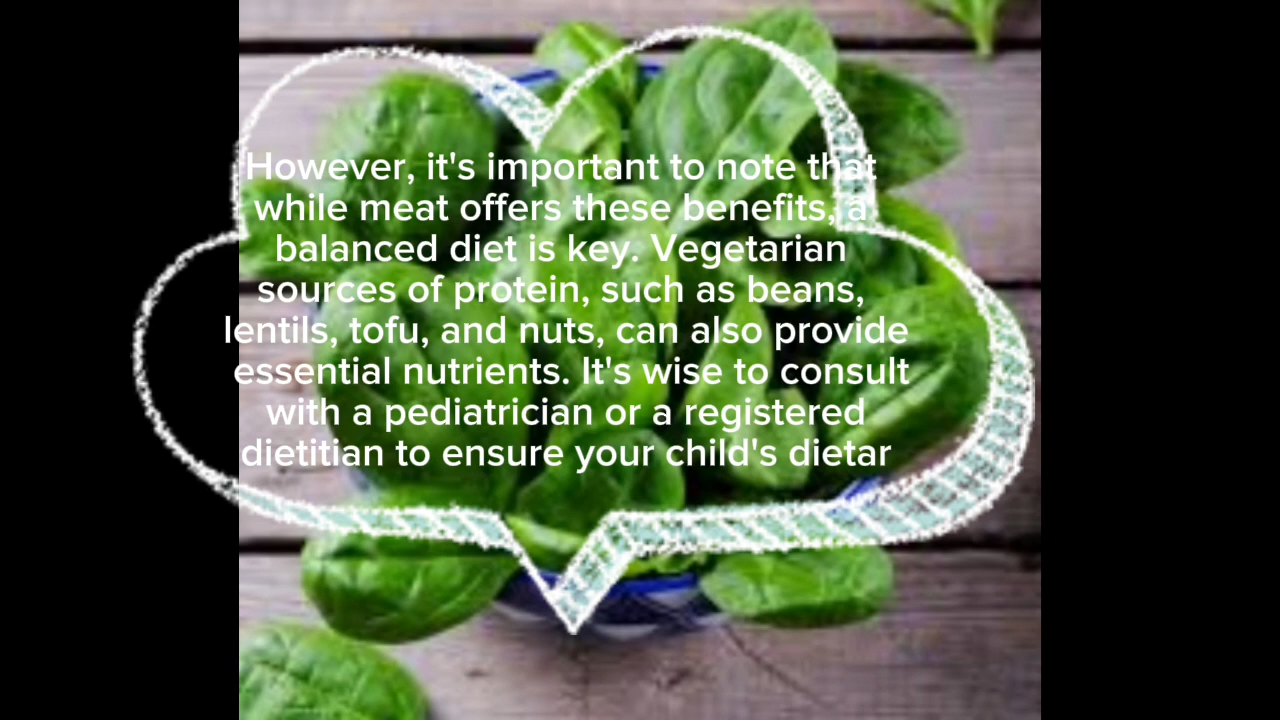 However, it's important to note that
while meat offers these benefits, a
balanced diet is key. Vegetarian
sources of protein, such as beans,
lentils, tofu, and nuts, can also provide
essential nutrients. It's wise to consult
with a pediatrician or a registered
dietitian to ensure your child's dietar